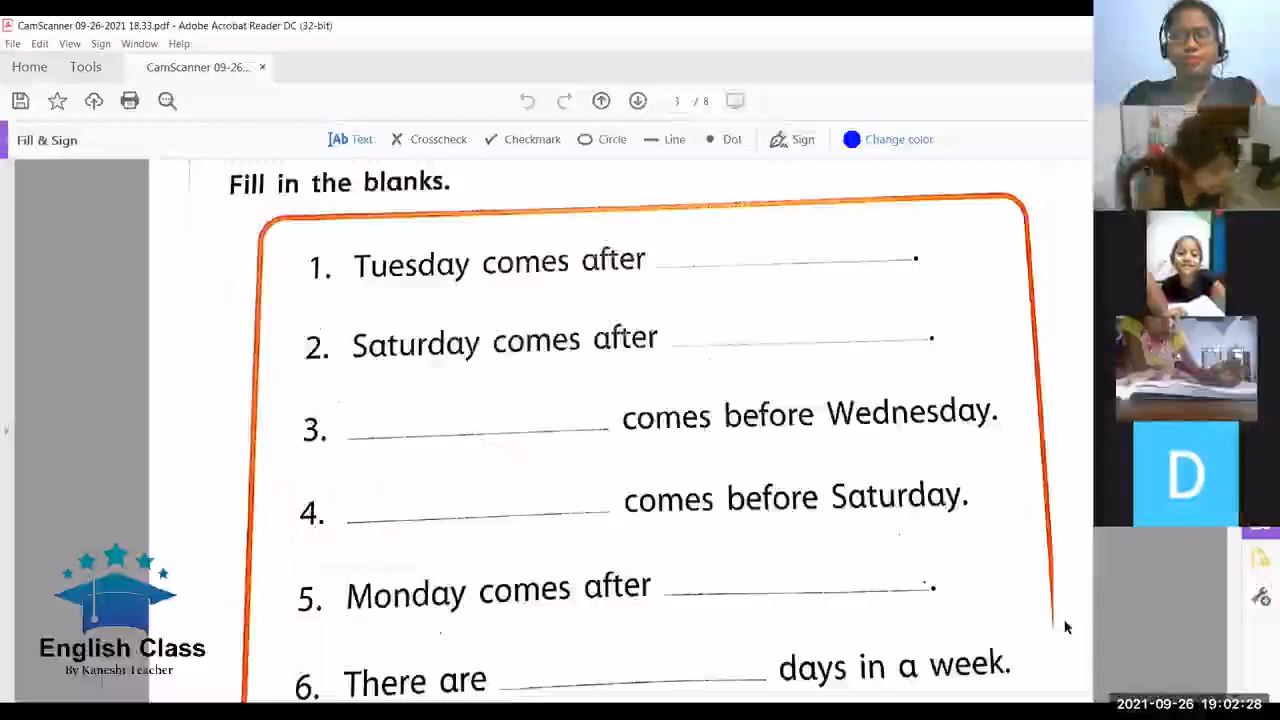 CamScanner 09-26-2021 18.33.pdf - Adobe Acrobat Reader DC (32-bit)
File Edit View Sign Window Help
Home Tools CamScanner 09-26... ×
3 / 8
Fill & Sign
Ab Text Crosscheck Checkmark Circle Line Dot Sign Change color
Fill in the blanks.
1. Tuesday comes after ____________.
2. Saturday comes after ____________.
3. ____________ comes before Wednesday.
4. ____________ comes before Saturday.
5. Monday comes after ____________.
6. There are ____________ days in a week.
D
English Class
By Kaneshi Teacher
2021-09-26 19:02:28